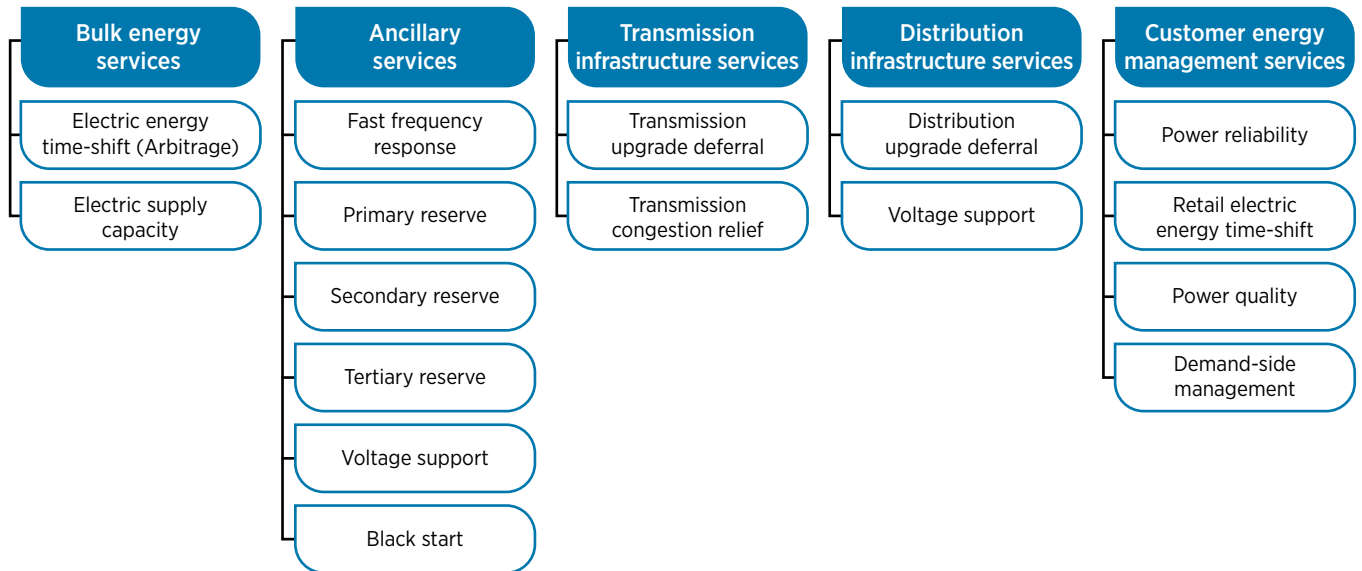 Bulk energy
services
Electric energy
time-shift (Arbitrage)
Electric supply
capacity
Ancillary
services
Fast frequency
response
Primary reserve
Secondary reserve
Tertiary reserve
Voltage support
Black start
Transmission
infrastructure services
Transmission
upgrade deferral
Transmission
congestion relief
Distribution
infrastructure services
Distribution
upgrade deferral
Voltage support
Customer energy
management services
Power reliability
Retail electric
energy time-shift
Power quality
Demand-side
management